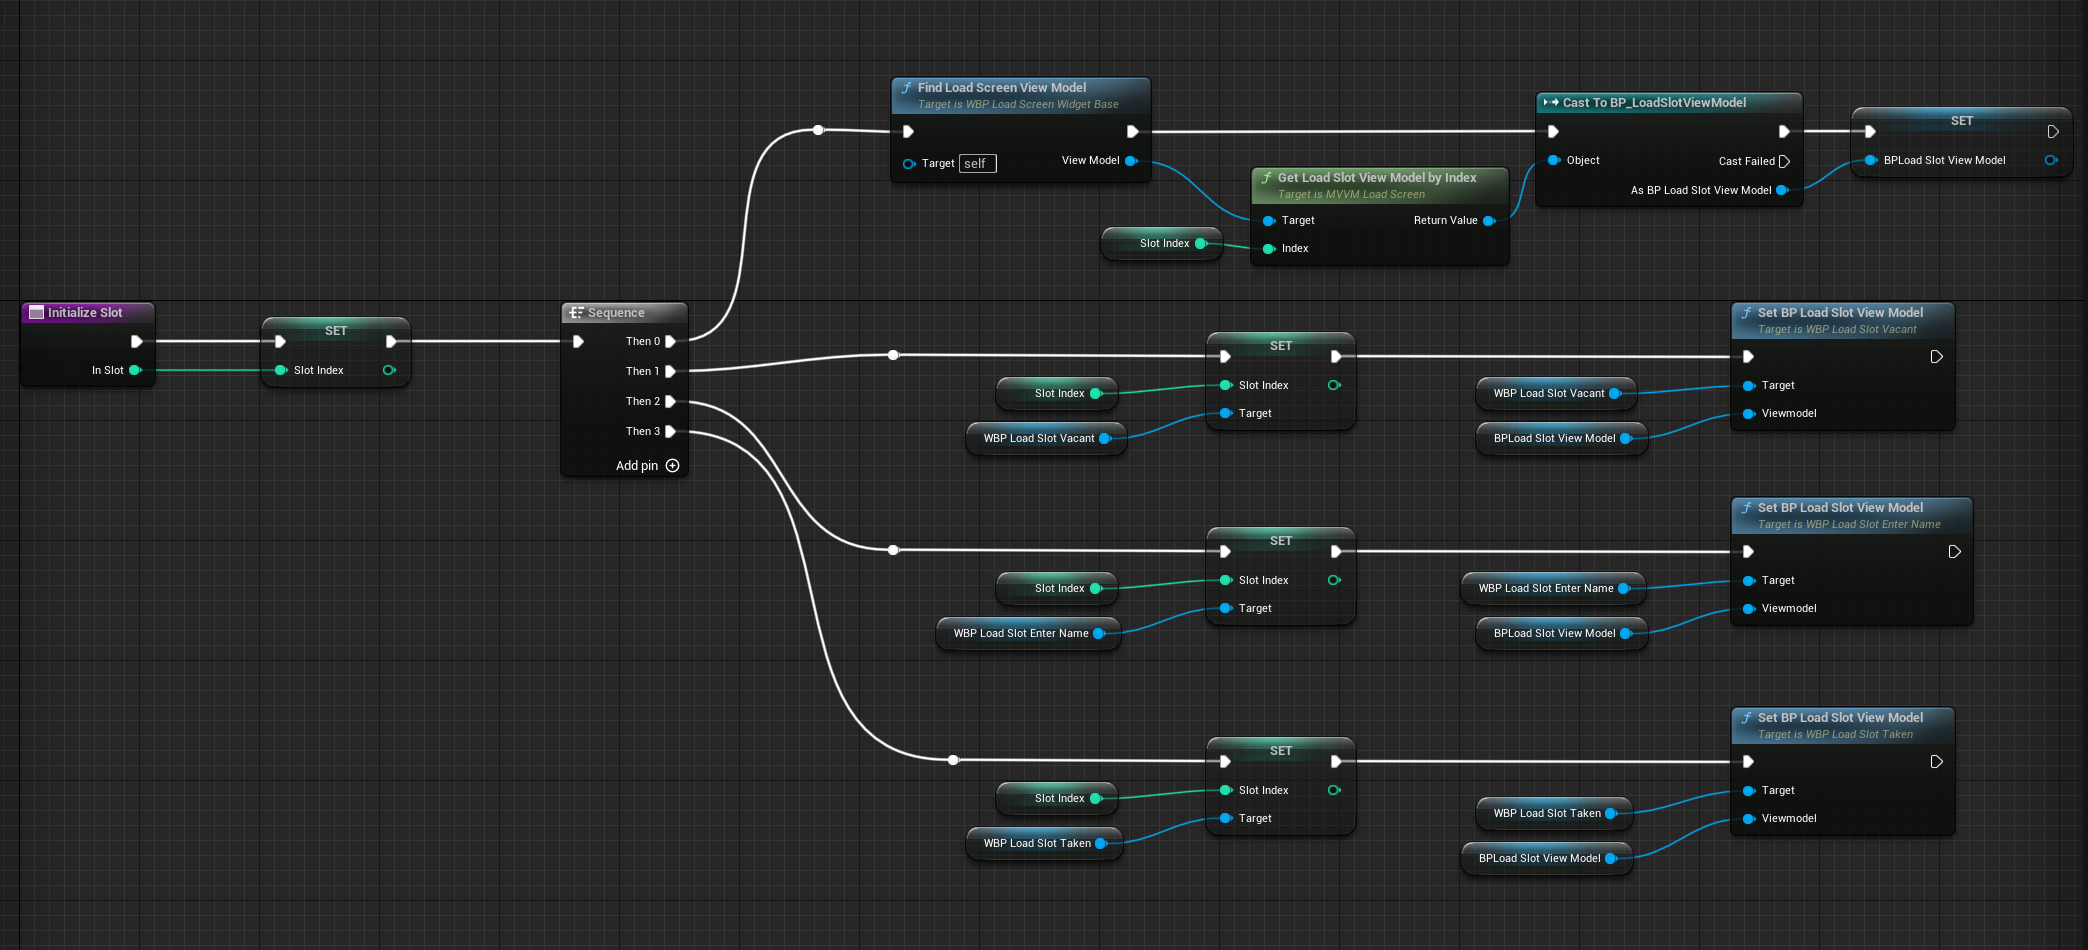 Find Load Screen View Model
Target is WBP Load Screen Widget Base
Target self
View Model
Cast To BP_LoadSlotViewModel
Object
Cast Failed
As BP Load Slot View Model
SET
BPLoad Slot View Model
Get Load Slot View Model by Index
Target is MVVM Load Screen
Target
Return Value
Index
Slot Index
Initialize Slot
In Slot
SET
Slot Index
Sequence
Then 0
Then 1
Then 2
Then 3
Add pin
SET
Slot Index
Target
Slot Index
WBP Load Slot Vacant
Set BP Load Slot View Model
Target is WBP Load Slot Vacant
Target
Viewmodel
WBP Load Slot Vacant
BPLoad Slot View Model
SET
Slot Index
Target
Slot Index
WBP Load Slot Enter Name
Set BP Load Slot View Model
Target is WBP Load Slot Enter Name
Target
Viewmodel
WBP Load Slot Enter Name
BPLoad Slot View Model
SET
Slot Index
Target
Slot Index
WBP Load Slot Taken
Set BP Load Slot View Model
Target is WBP Load Slot Taken
Target
Viewmodel
WBP Load Slot Taken
BPLoad Slot View Model